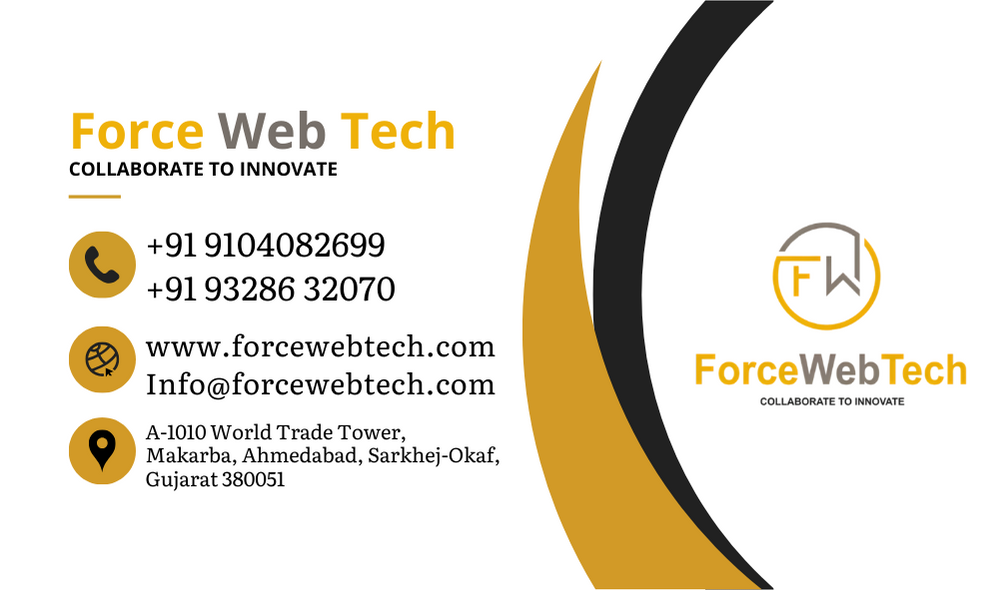 Force Web Tech
COLLABORATE TO INNOVATE
+91 9104082699
+91 93286 32070
www.forcewebtech.com
Info@forcewebtech.com
A-1010 World Trade Tower,
Makarba, Ahmedabad, Sarkhej-Okaf,
Gujarat 380051
FW
ForceWebTech
COLLABORATE TO INNOVATE